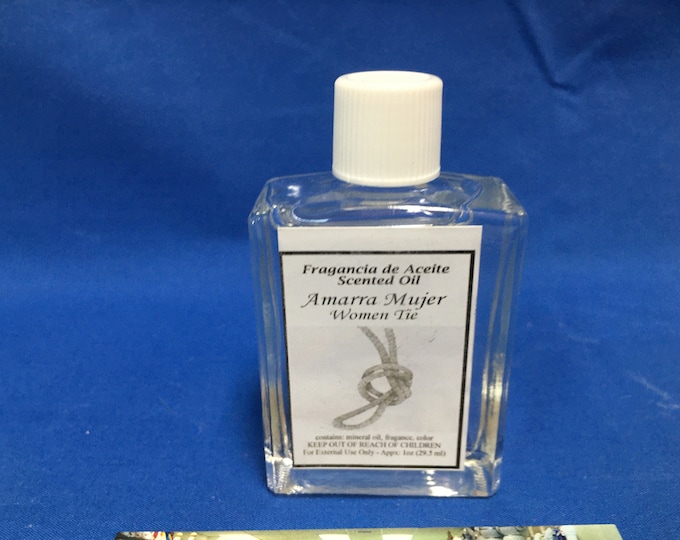 Fragancia de Aceite
Scented Oil
Amarra Mujer
Women Tie
contains: mineral oil, fragance, color
KEEP OUT OF REACH OF CHILDREN
For External Use Only - Appx: 1oz (29.5 ml)